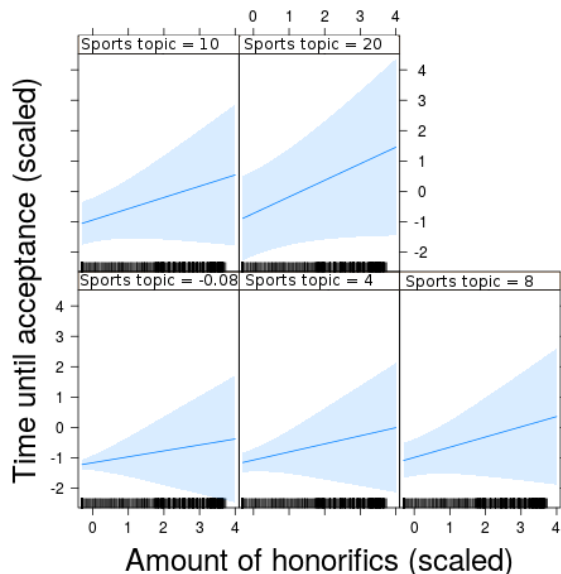 0 1 2 3 4
Sports topic = 10 Sports topic = 20
4
3
2
1
0
-1
-2
Sports topic = -0.08 Sports topic = 4 Sports topic = 8
4
3
2
1
0
-1
-2
0 1 2 3 4 0 1 2 3 4
Time until acceptance (scaled)
Amount of honorifics (scaled)